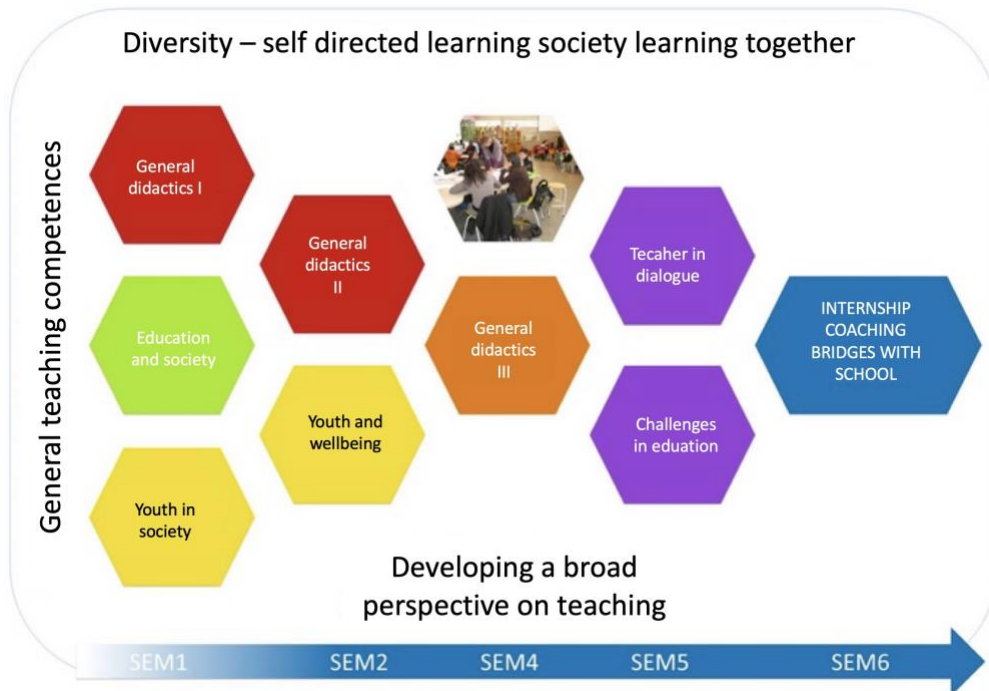 Diversity – self directed learning society learning together
General teaching competences
General
didactics I
Education
and society
Youth in
society
General
didactics
II
Youth and
wellbeing
General
didactics
III
Tecaher in
dialogue
Challenges
in eduation
INTERNSHIP
COACHING
BRIDGES WITH
SCHOOL
Developing a broad
perspective on teaching
SEM1
SEM2
SEM4
SEM5
SEM6